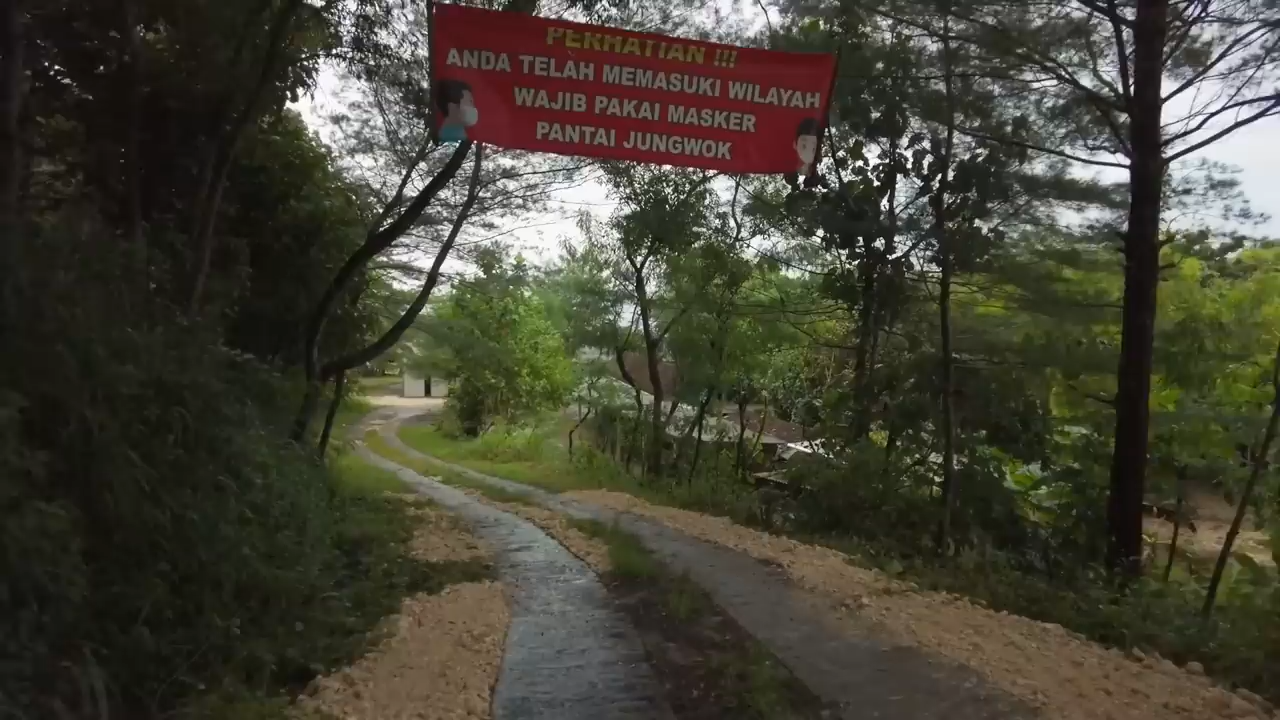 PERHATIAN !!!
ANDA TELAH MEMASUKI WILAYAH
WAJIB PAKAI MASKER
PANTAI JUNGWOK